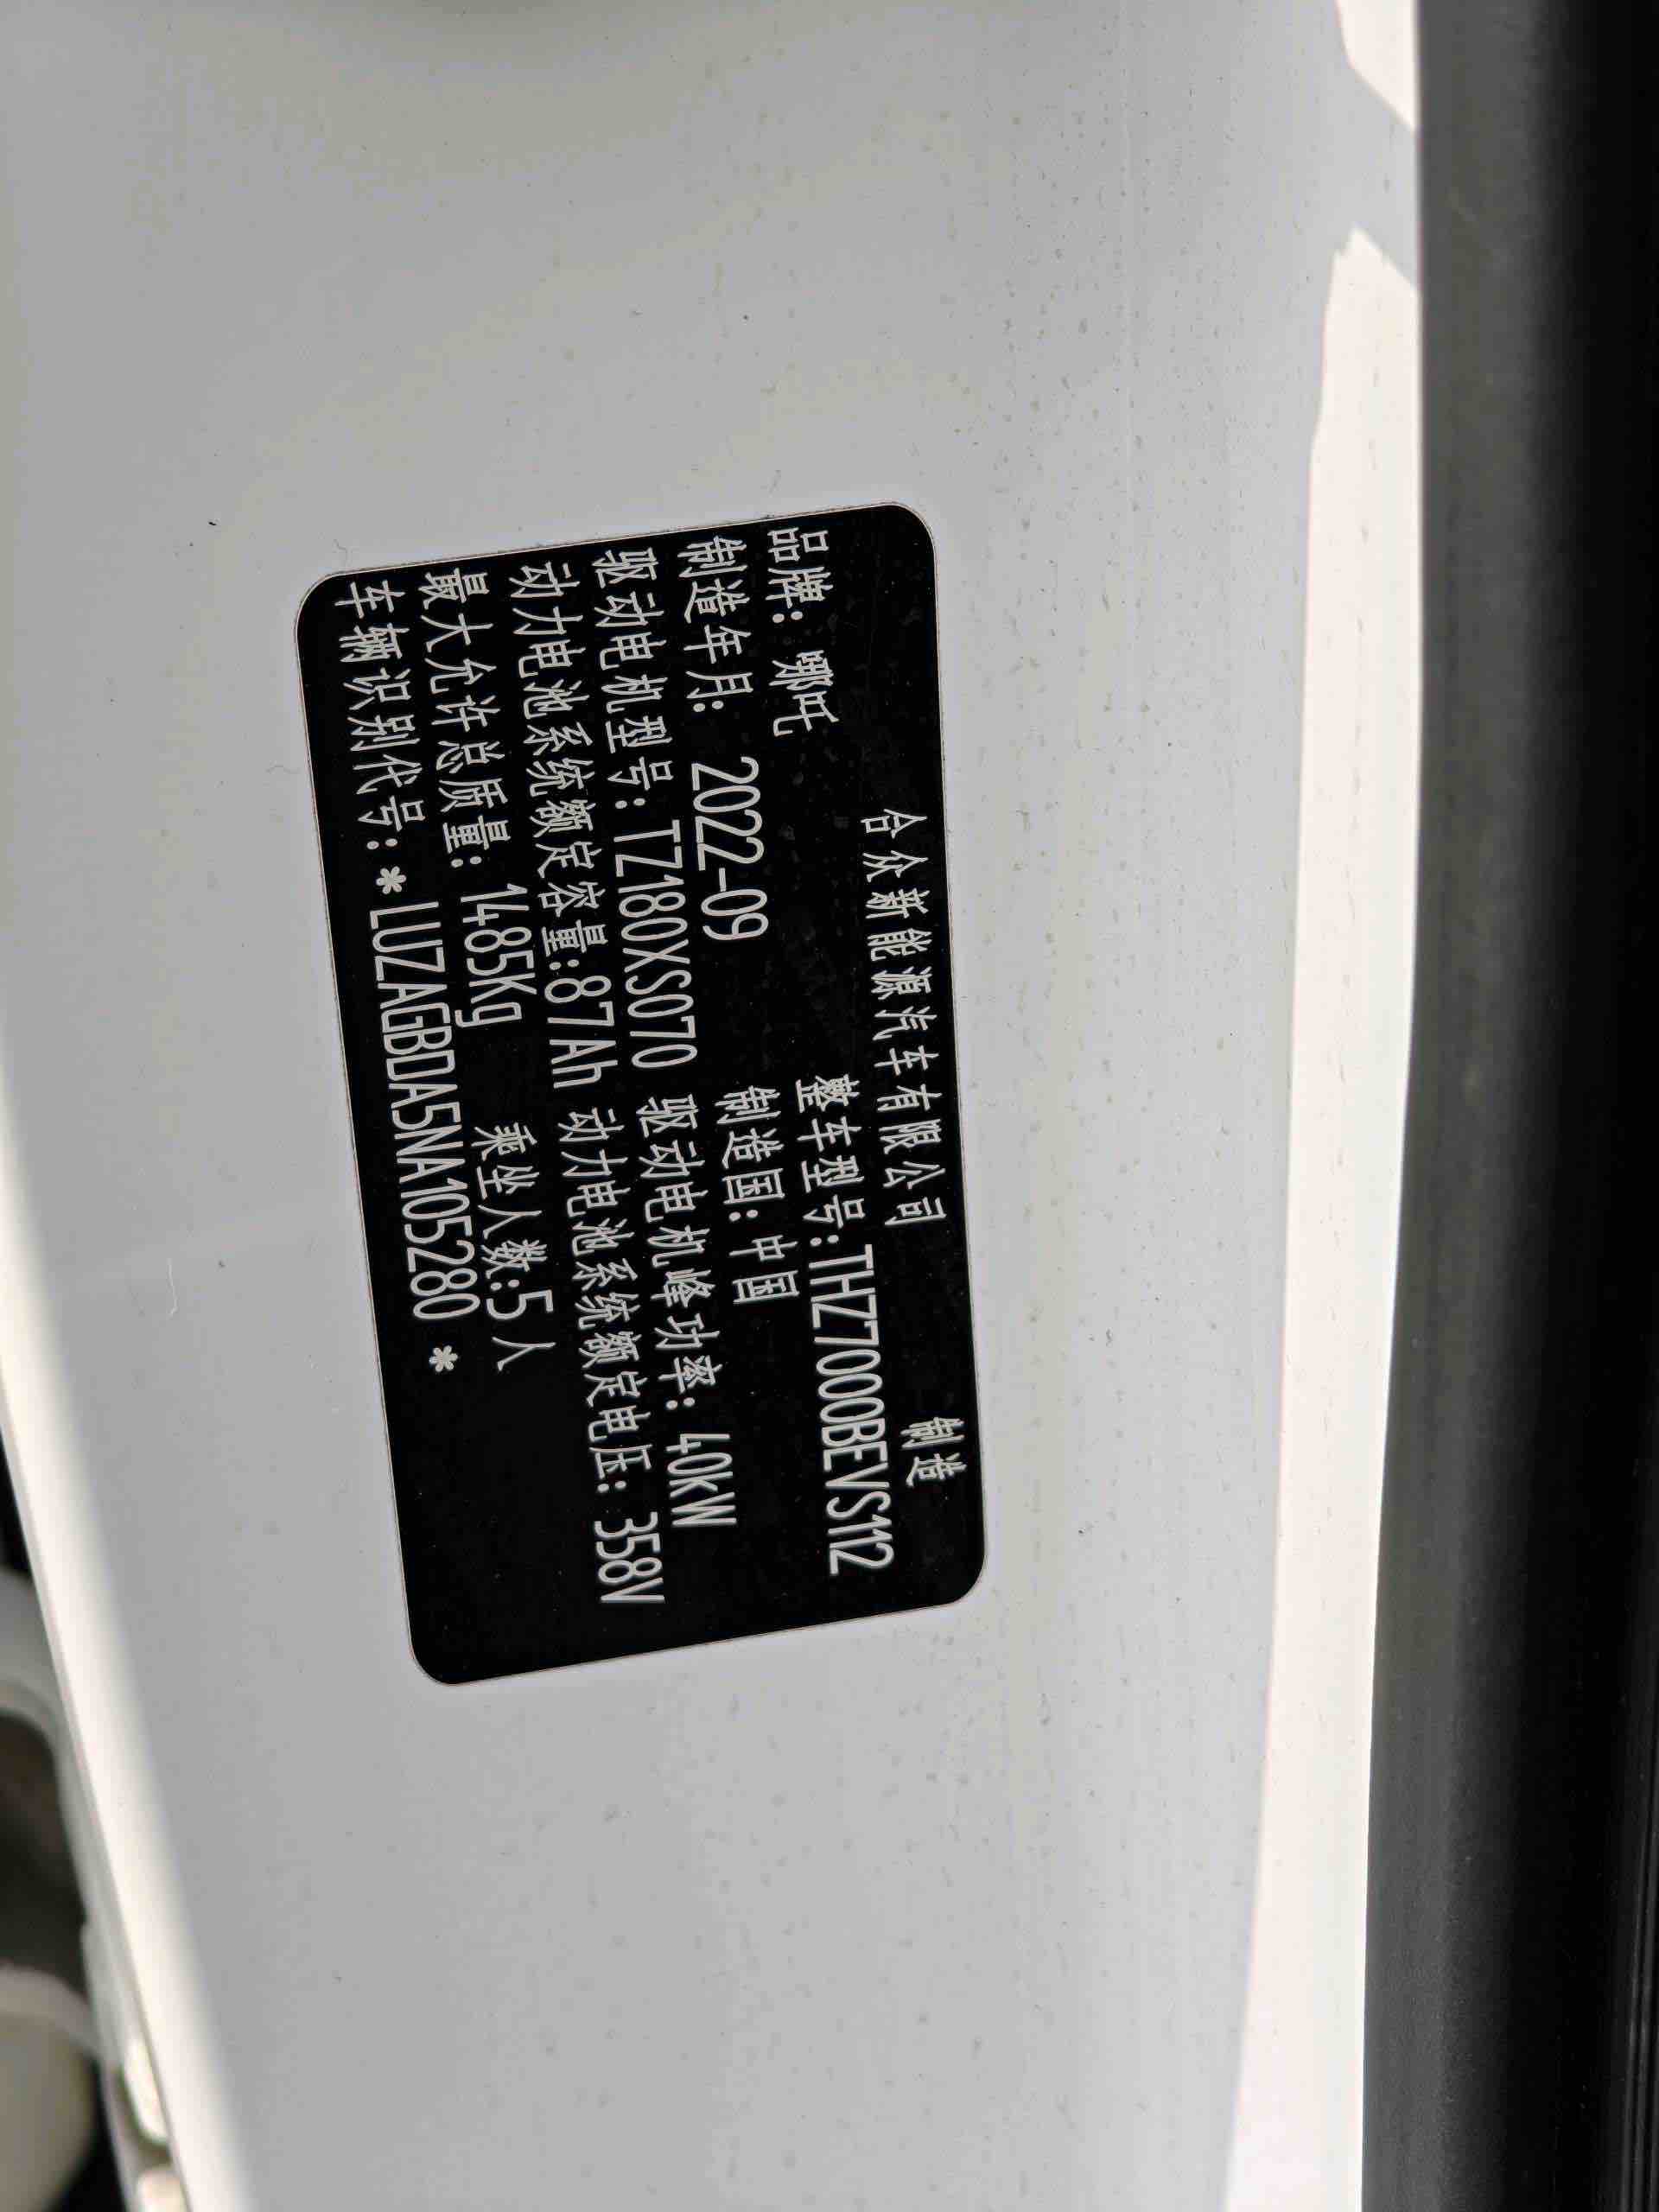 合众新能源汽车有限公司 制造
品牌: 哪吒 整车型号:THZ7000BEVS112
制造年月: 2022-09 制造国: 中国
驱动电机型号: TZ180XS070 驱动电机峰功率: 40kW
动力电池系统额定容量:87Ah 动力电池系统额定电压: 358V
最大允许总质量: 1485Kg 乘坐人数:5人
车辆识别代号: * LUZAGBDA5NA105280 *